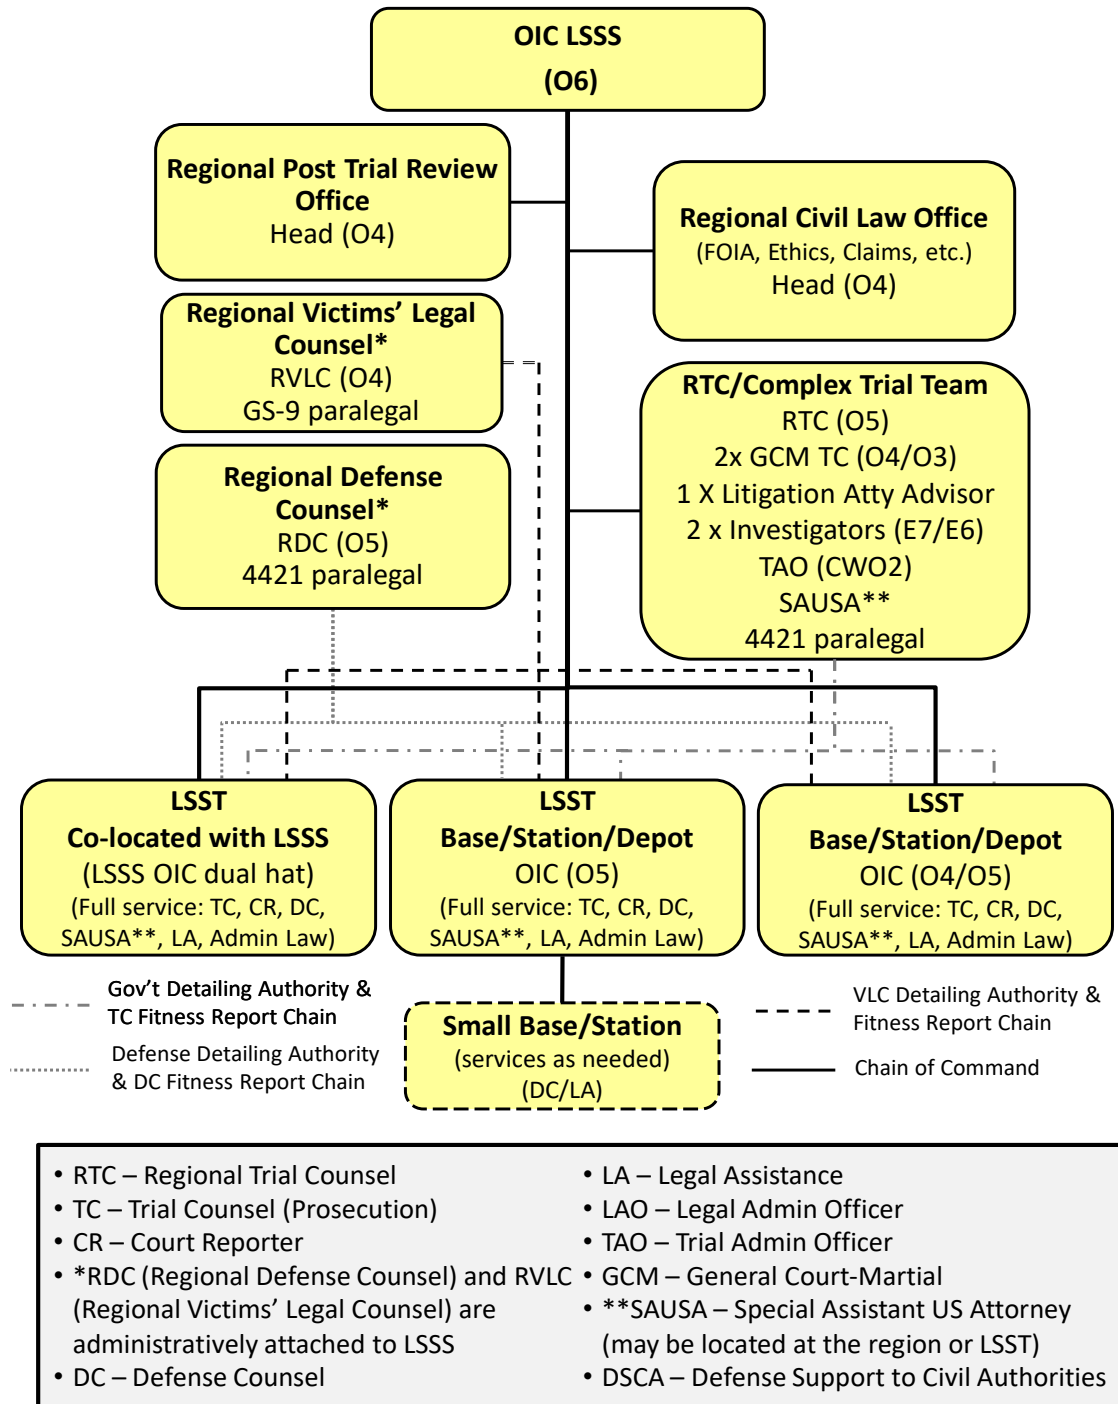 OIC LSSS
(O6)
Regional Post Trial Review
Office
Head (O4)
Regional Civil Law Office
(FOIA, Ethics, Claims, etc.)
Head (O4)
Regional Victims' Legal
Counsel*
RVLC (O4)
GS-9 paralegal
RTC/Complex Trial Team
RTC (O5)
2x GCM TC (O4/O3)
1 X Litigation Atty Advisor
2 x Investigators (E7/E6)
TAO (CWO2)
SAUSA**
4421 paralegal
Regional Defense
Counsel*
RDC (O5)
4421 paralegal
LSST
Co-located with LSSS
(LSSS OIC dual hat)
(Full service: TC, CR, DC,
SAUSA**, LA, Admin Law)
LSST
Base/Station/Depot
OIC (O5)
(Full service: TC, CR, DC,
SAUSA**, LA, Admin Law)
LSST
Base/Station/Depot
OIC (O4/O5)
(Full service: TC, CR, DC,
SAUSA**, LA, Admin Law)
Gov't Detailing Authority &
TC Fitness Report Chain
Defense Detailing Authority
& DC Fitness Report Chain
Small Base/Station
(services as needed)
(DC/LA)
VLC Detailing Authority &
Fitness Report Chain
Chain of Command
• RTC – Regional Trial Counsel
• TC – Trial Counsel (Prosecution)
• CR – Court Reporter
• *RDC (Regional Defense Counsel) and RVLC
(Regional Victims' Legal Counsel) are
administratively attached to LSSS
• DC – Defense Counsel
• LA – Legal Assistance
• LAO – Legal Admin Officer
• TAO – Trial Admin Officer
• GCM – General Court-Martial
• **SAUSA – Special Assistant US Attorney
(may be located at the region or LSST)
• DSCA – Defense Support to Civil Authorities